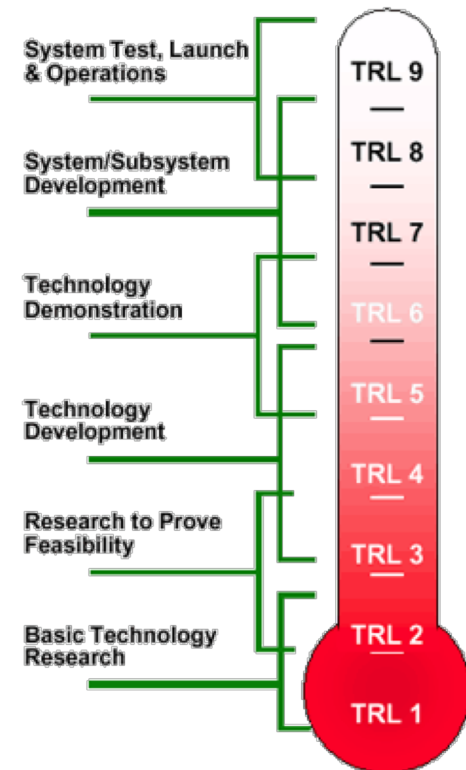 System Test, Launch
& Operations
System/Subsystem
Development
Technology
Demonstration
Technology
Development
Research to Prove
Feasibility
Basic Technology
Research
TRL 9
TRL 8
TRL 7
TRL 6
TRL 5
TRL 4
TRL 3
TRL 2
TRL 1